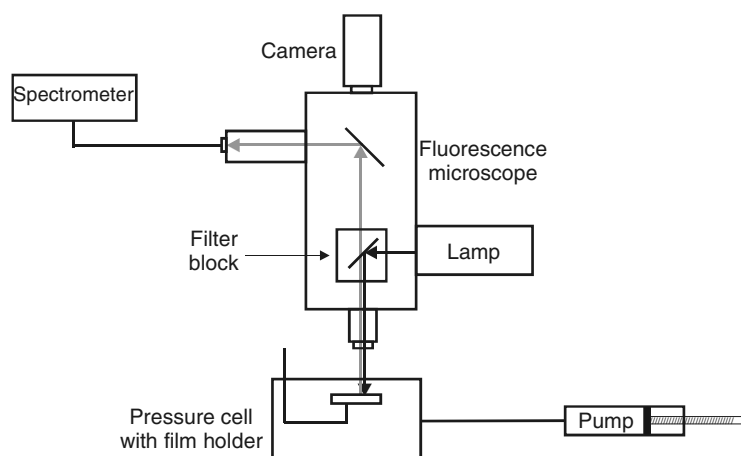 Camera
Spectrometer
Fluorescence
microscope
Filter
block
Lamp
Pressure cell
with film holder
Pump